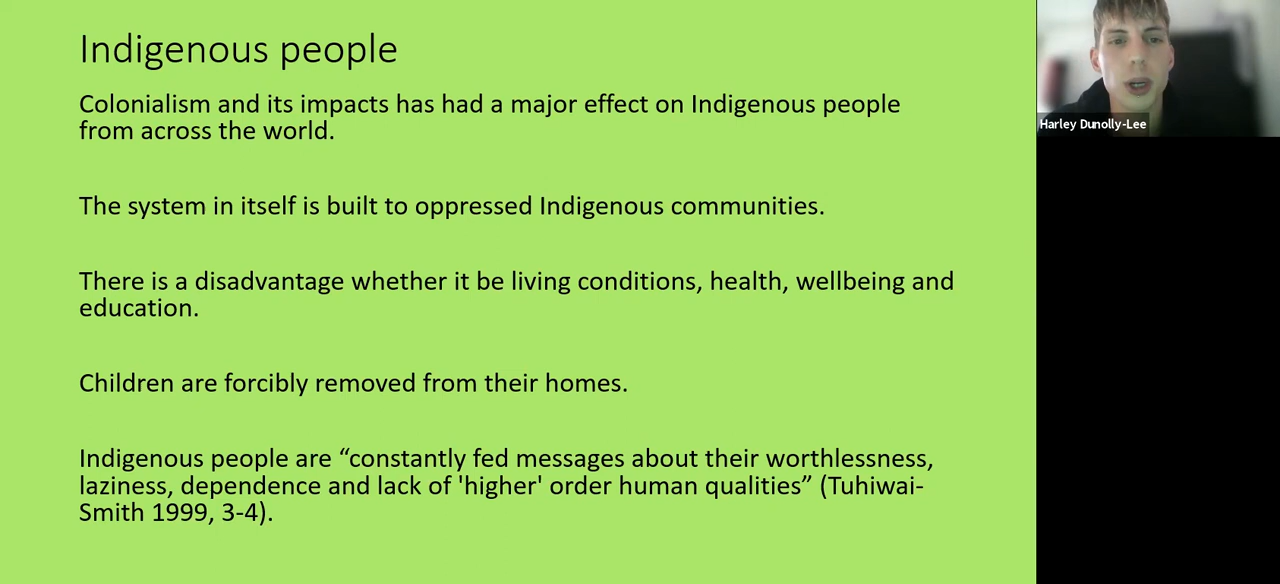 Indigenous people
Colonialism and its impacts has had a major effect on Indigenous people
from across the world.
The system in itself is built to oppressed Indigenous communities.
There is a disadvantage whether it be living conditions, health, wellbeing and
education.
Children are forcibly removed from their homes.
Indigenous people are “constantly fed messages about their worthlessness,
laziness, dependence and lack of 'higher' order human qualities” (Tuhiwai-
Smith 1999, 3-4).
Harley Dunolly-Lee